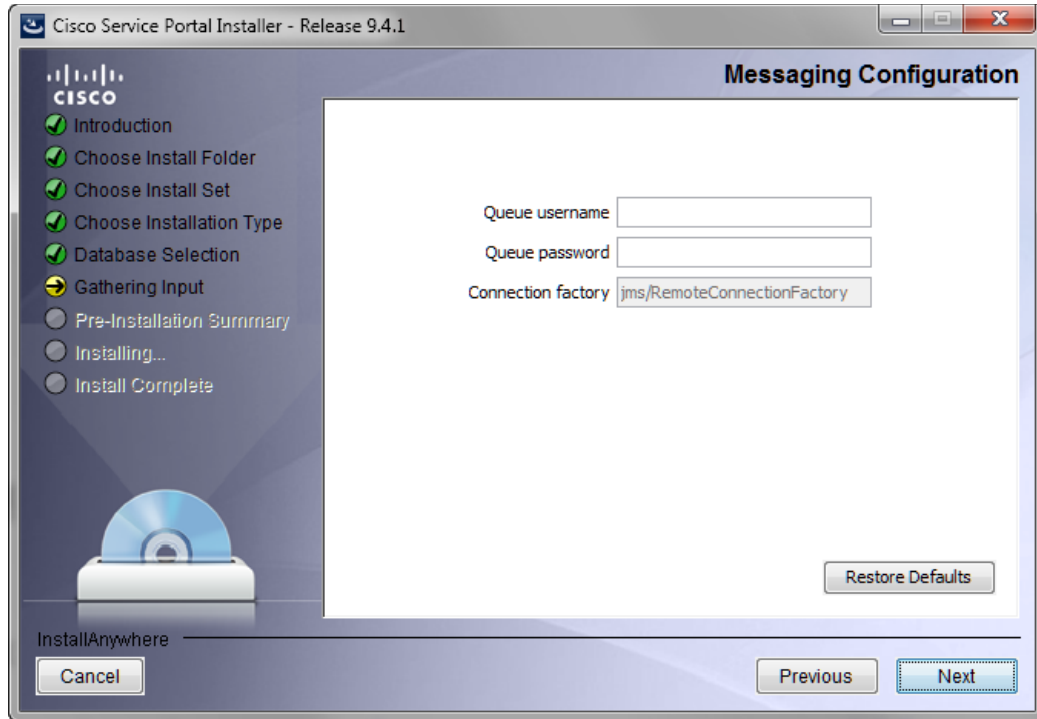 Cisco Service Portal Installer - Release 9.4.1
CISCO
Messaging Configuration
Introduction
Choose Install Folder
Choose Install Set
Choose Installation Type
Database Selection
Gathering Input
Pre-Installation Summary
Installing...
Install Complete
Queue username
Queue password
Connection factory jms/RemoteConnectionFactory
Restore Defaults
InstallAnywhere
Cancel
Previous
Next